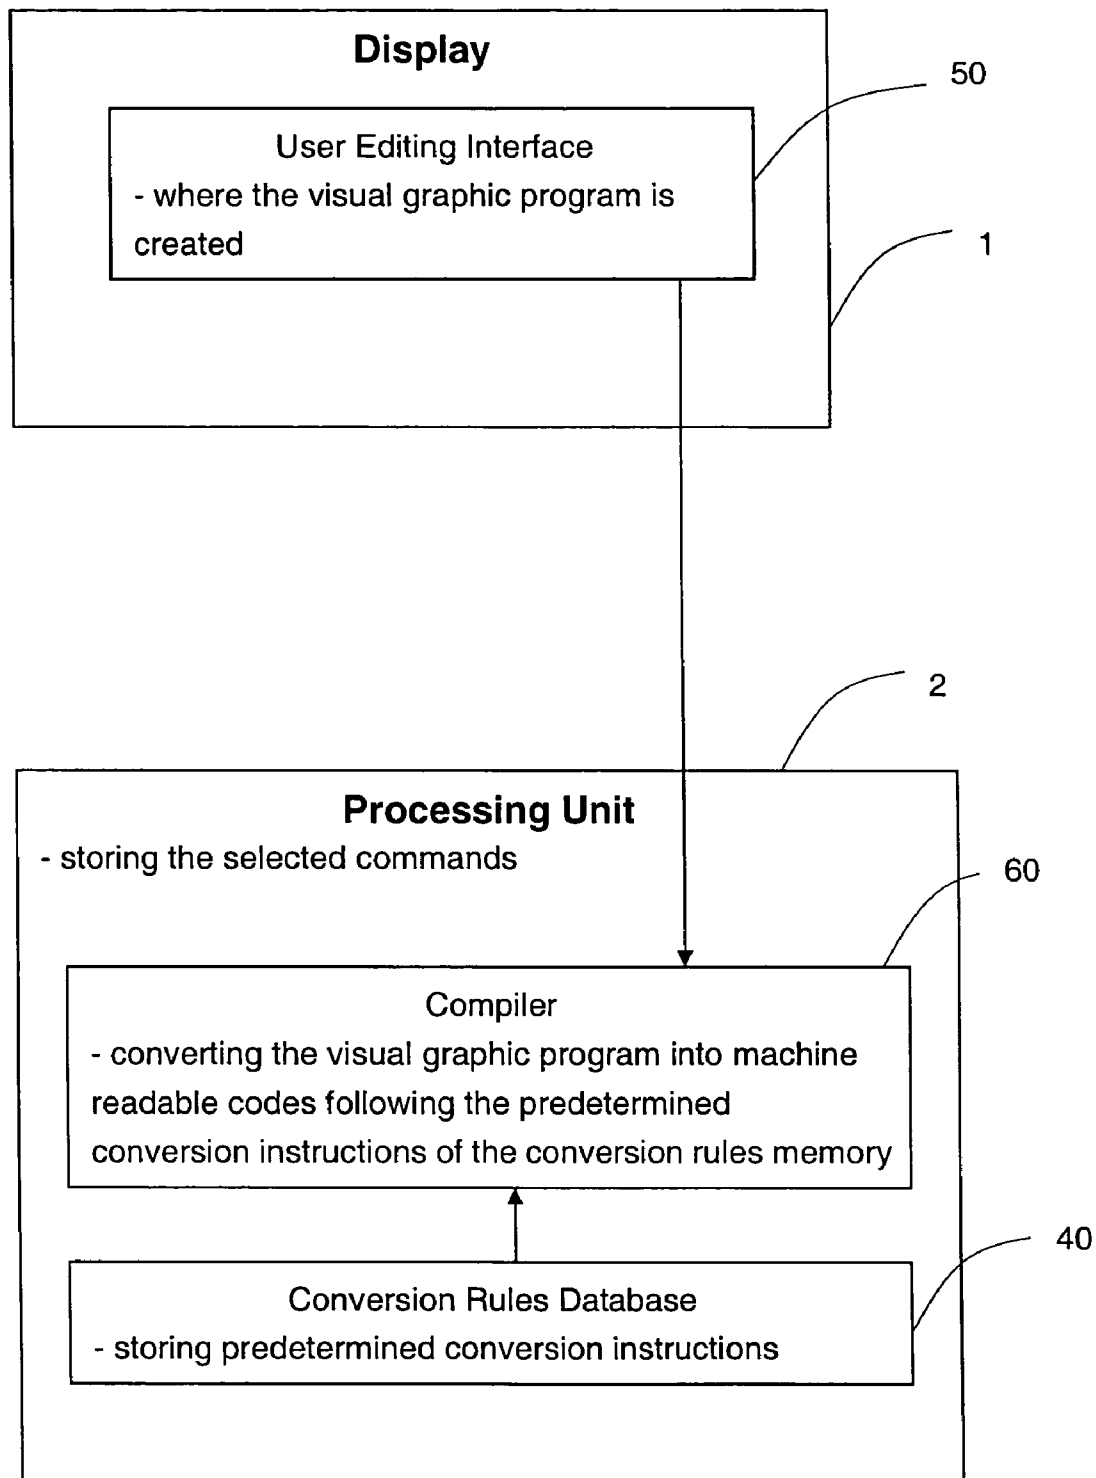 Display
50
User Editing Interface
- where the visual graphic program is
created
1
2
Processing Unit
- storing the selected commands
60
Compiler
- converting the visual graphic program into machine
readable codes following the predetermined
conversion instructions of the conversion rules memory
40
Conversion Rules Database
- storing predetermined conversion instructions